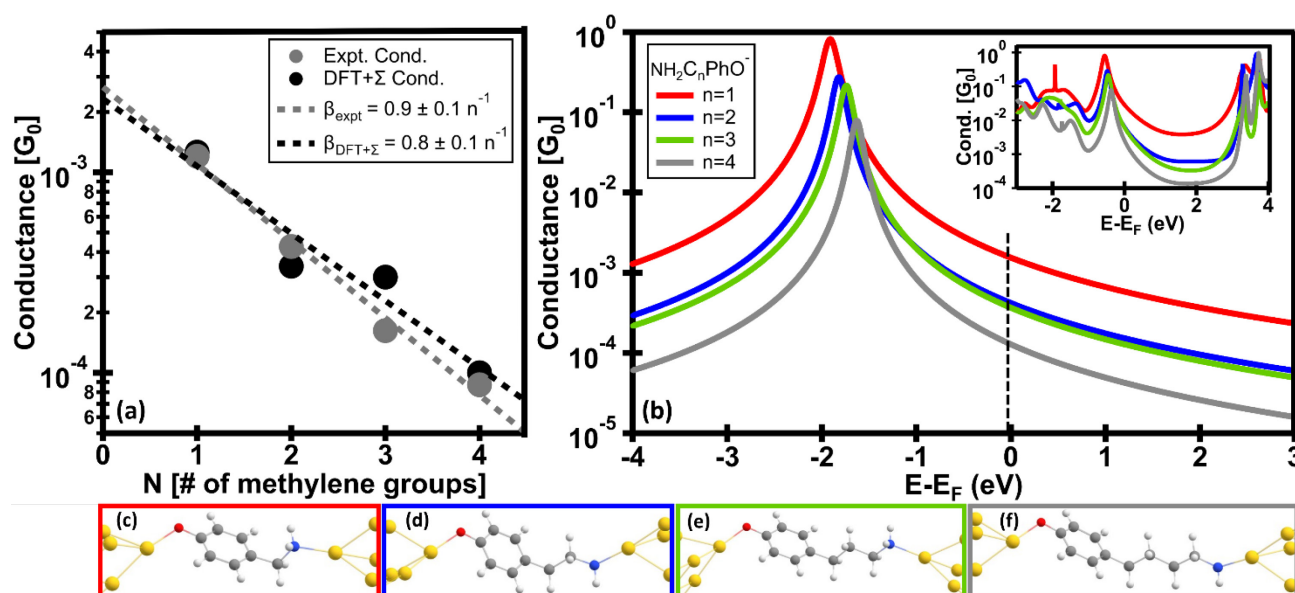 Conductance [G₀]
5
4
3
2
10⁻³
8
6
5
4
3
2
10⁻⁴
8
6
5
Expt. Cond.
DFT+Σ Cond.
β_expt = 0.9 ± 0.1 n⁻¹
β_DFT+Σ = 0.8 ± 0.1 n⁻¹
(a)
0 1 2 3 4
N [# of methylene groups]
Conductance [G₀]
10⁰
10⁻¹
10⁻²
10⁻³
10⁻⁴
10⁻⁵
NH₂CₙPhO⁻
n=1
n=2
n=3
n=4
Cond. [G₀]
10⁰
10⁻¹
10⁻²
10⁻³
10⁻⁴
-2 0 2 4
E-E_F (eV)
(b)
-4 -3 -2 -1 0 1 2 3
E-E_F (eV)
(c)
(d)
(e)
(f)